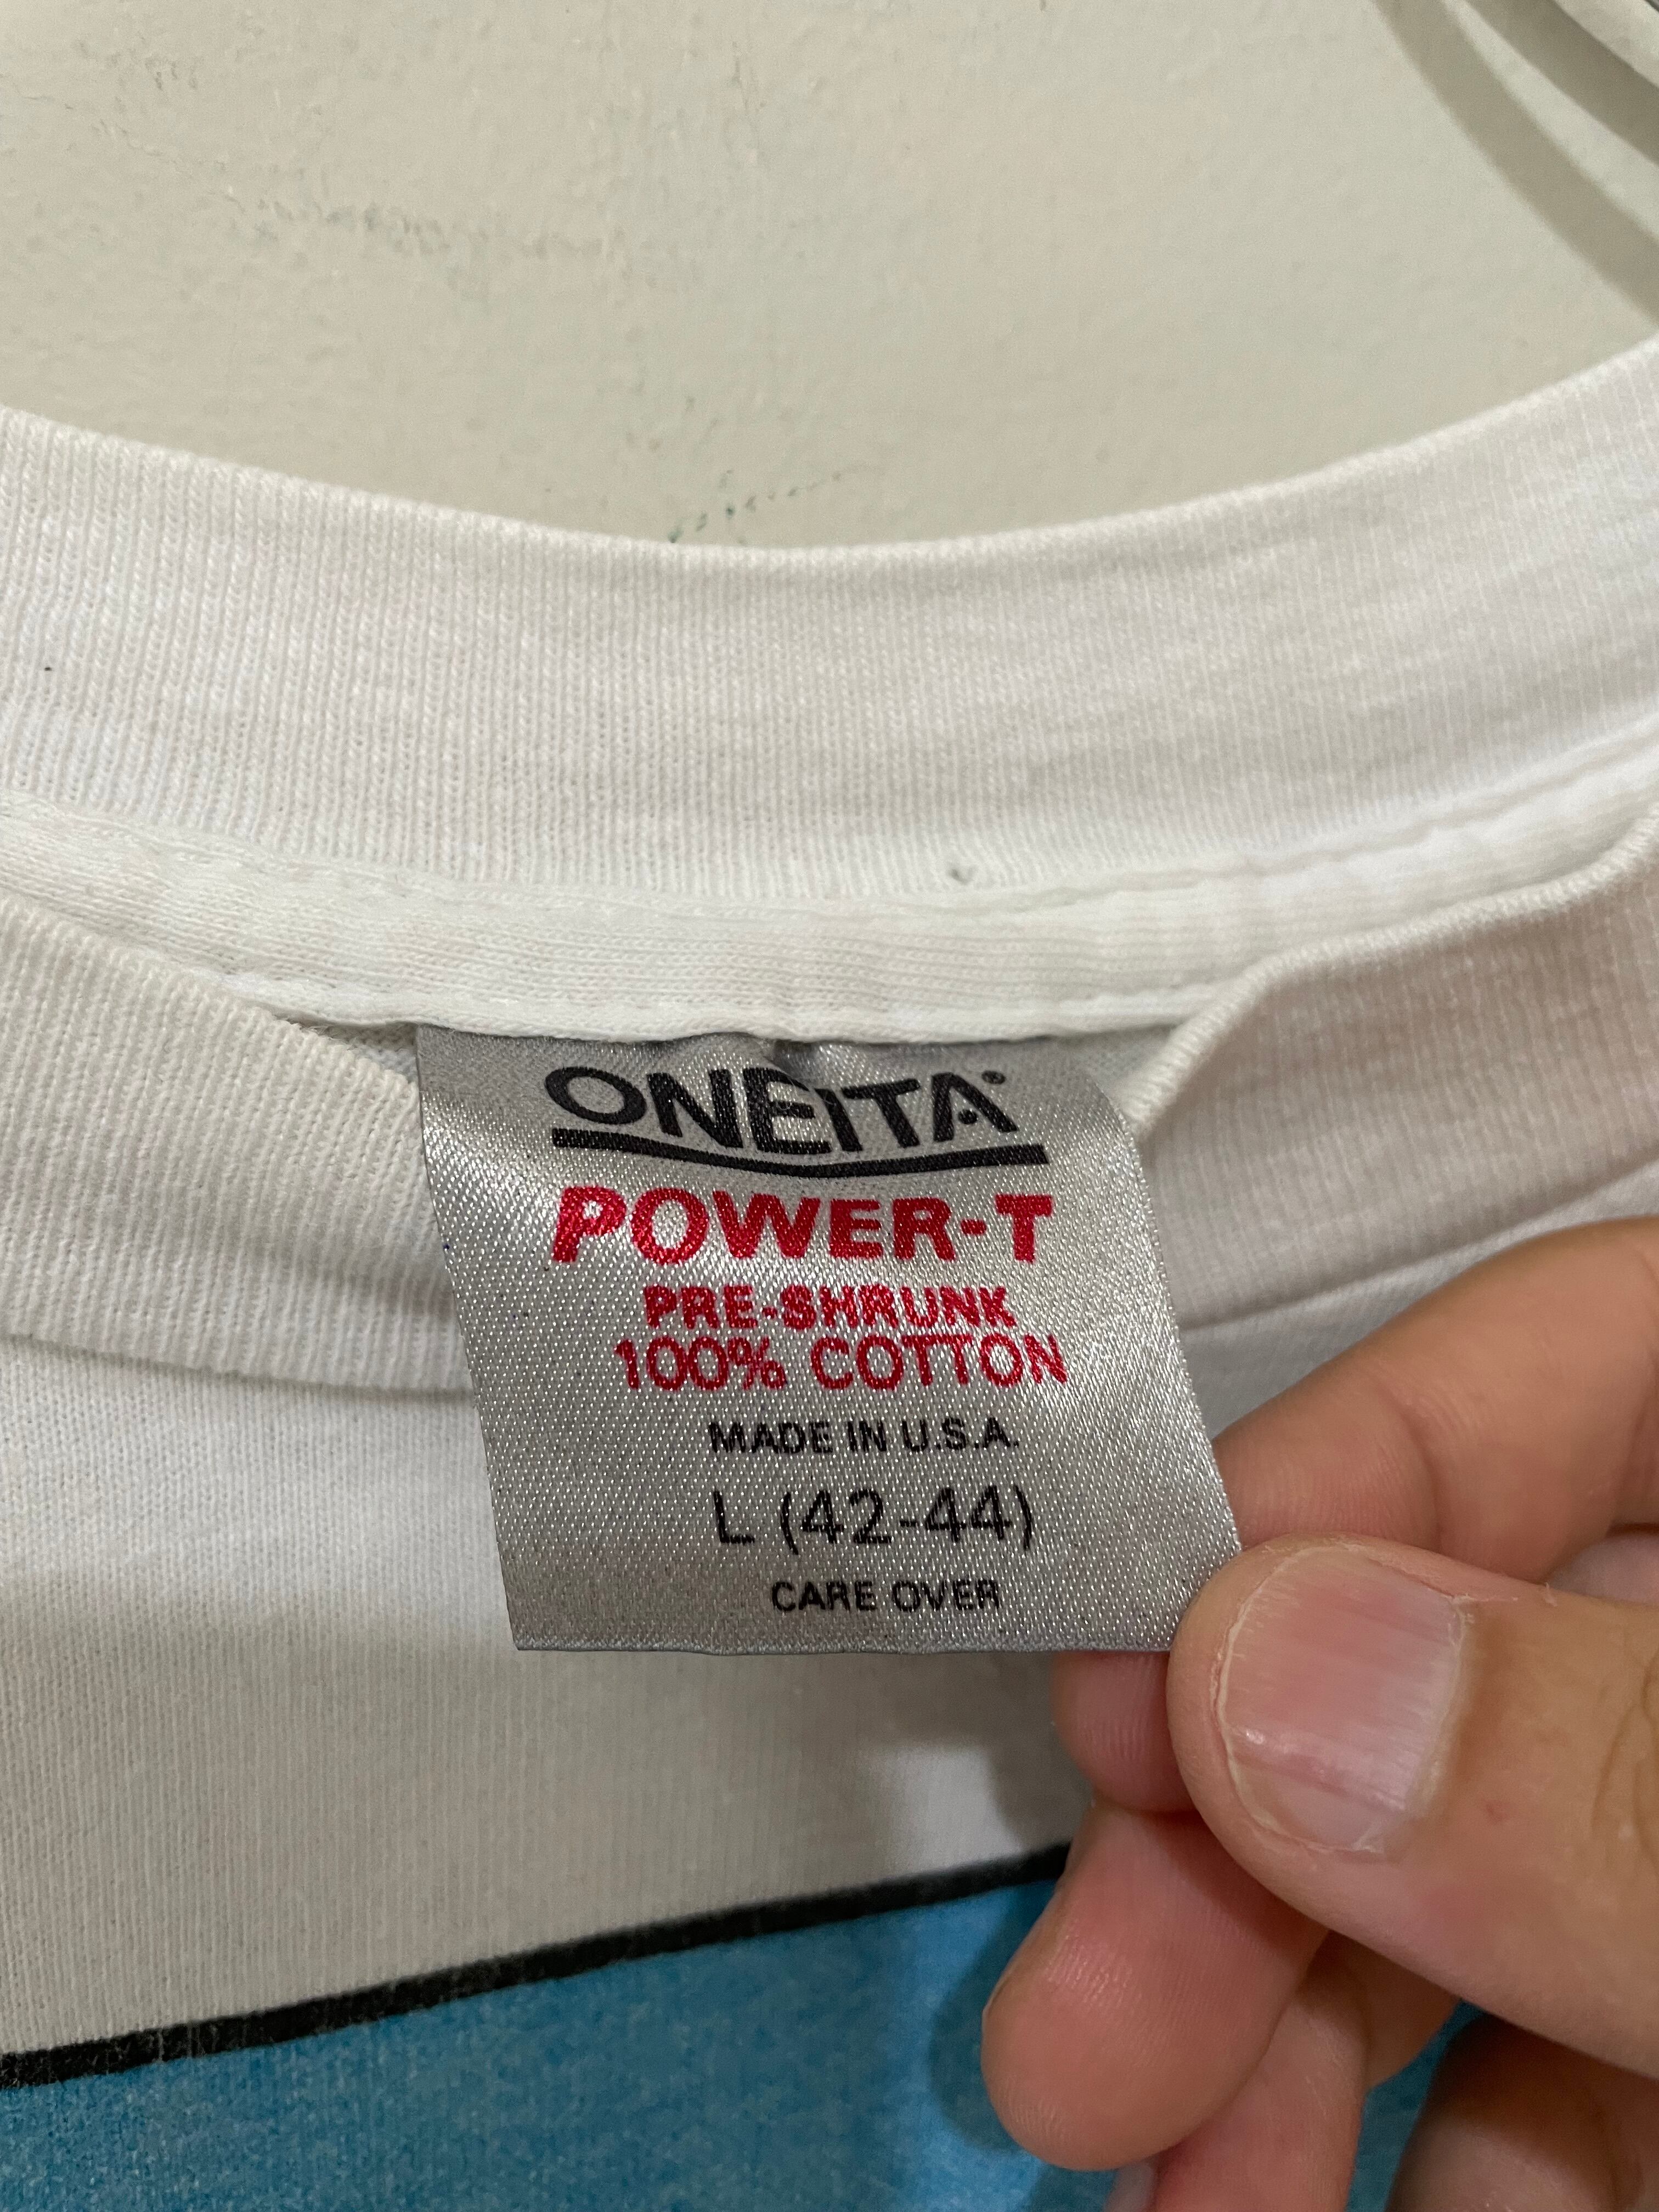 ONEITA®
POWER-T
PRE-SHRUNK
100% COTTON
MADE IN U.S.A.
L (42-44)
CARE OVER